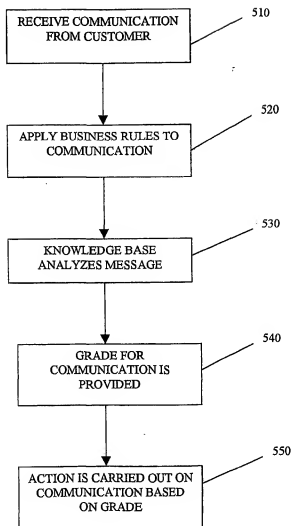 RECEIVE COMMUNICATION
FROM CUSTOMER
510
APPLY BUSINESS RULES TO
COMMUNICATION
520
KNOWLEDGE BASE
ANALYZES MESSAGE
530
GRADE FOR
COMMUNICATION IS
PROVIDED
540
ACTION IS CARRIED OUT ON
COMMUNICATION BASED
ON GRADE
550